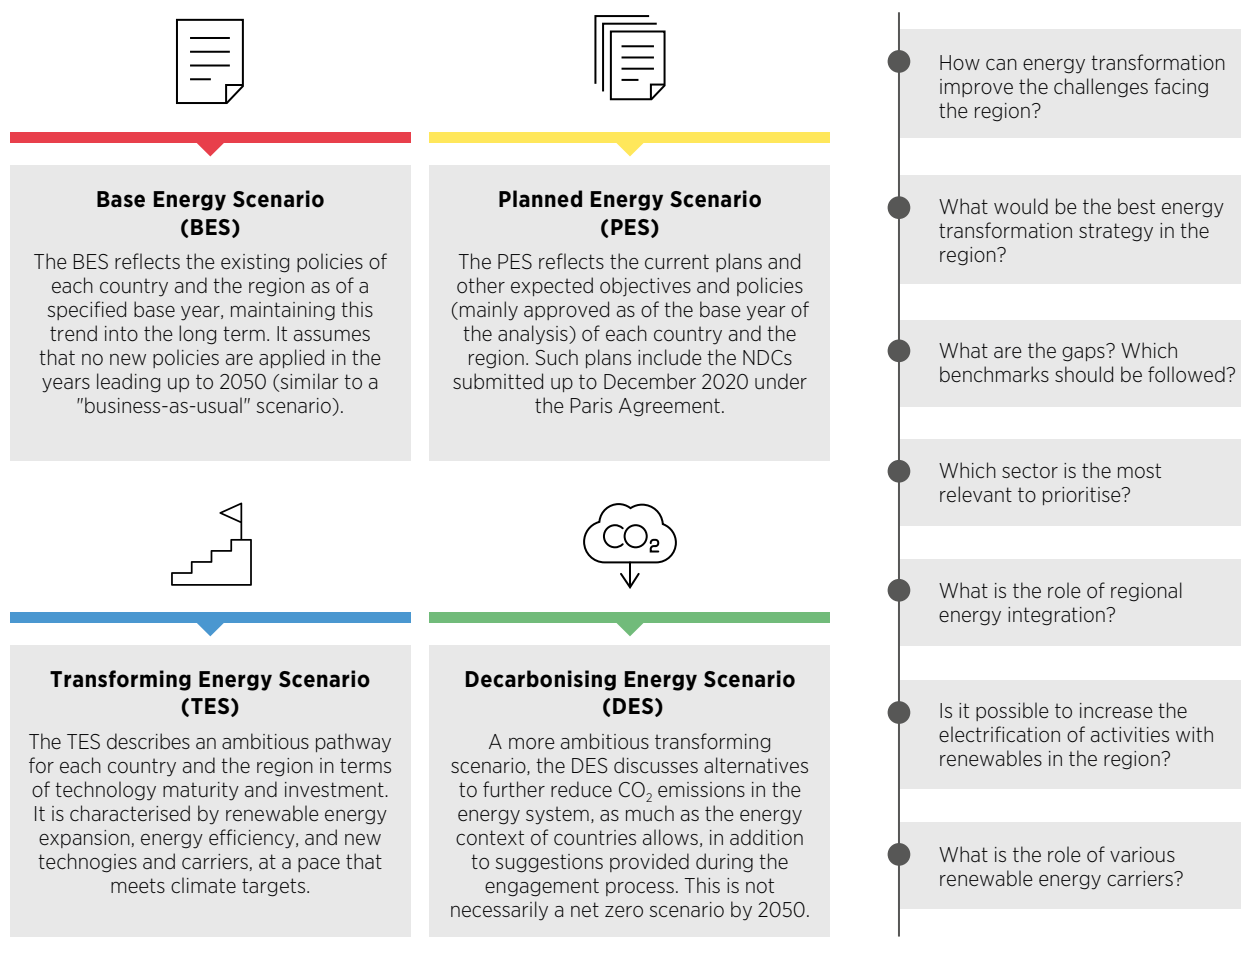 Base Energy Scenario
(BES)
The BES reflects the existing policies of
each country and the region as of a
specified base year, maintaining this
trend into the long term. It assumes
that no new policies are applied in the
years leading up to 2050 (similar to a
"business-as-usual" scenario).
Planned Energy Scenario
(PES)
The PES reflects the current plans and
other expected objectives and policies
(mainly approved as of the base year of
the analysis) of each country and the
region. Such plans include the NDCs
submitted up to December 2020 under
the Paris Agreement.
Transforming Energy Scenario
(TES)
The TES describes an ambitious pathway
for each country and the region in terms
of technology maturity and investment.
It is characterised by renewable energy
expansion, energy efficiency, and new
technogies and carriers, at a pace that
meets climate targets.
CO2
Decarbonising Energy Scenario
(DES)
A more ambitious transforming
scenario, the DES discusses alternatives
to further reduce CO2 emissions in the
energy system, as much as the energy
context of countries allows, in addition
to suggestions provided during the
engagement process. This is not
necessarily a net zero scenario by 2050.
How can energy transformation
improve the challenges facing
the region?
What would be the best energy
transformation strategy in the
region?
What are the gaps? Which
benchmarks should be followed?
Which sector is the most
relevant to prioritise?
What is the role of regional
energy integration?
Is it possible to increase the
electrification of activities with
renewables in the region?
What is the role of various
renewable energy carriers?